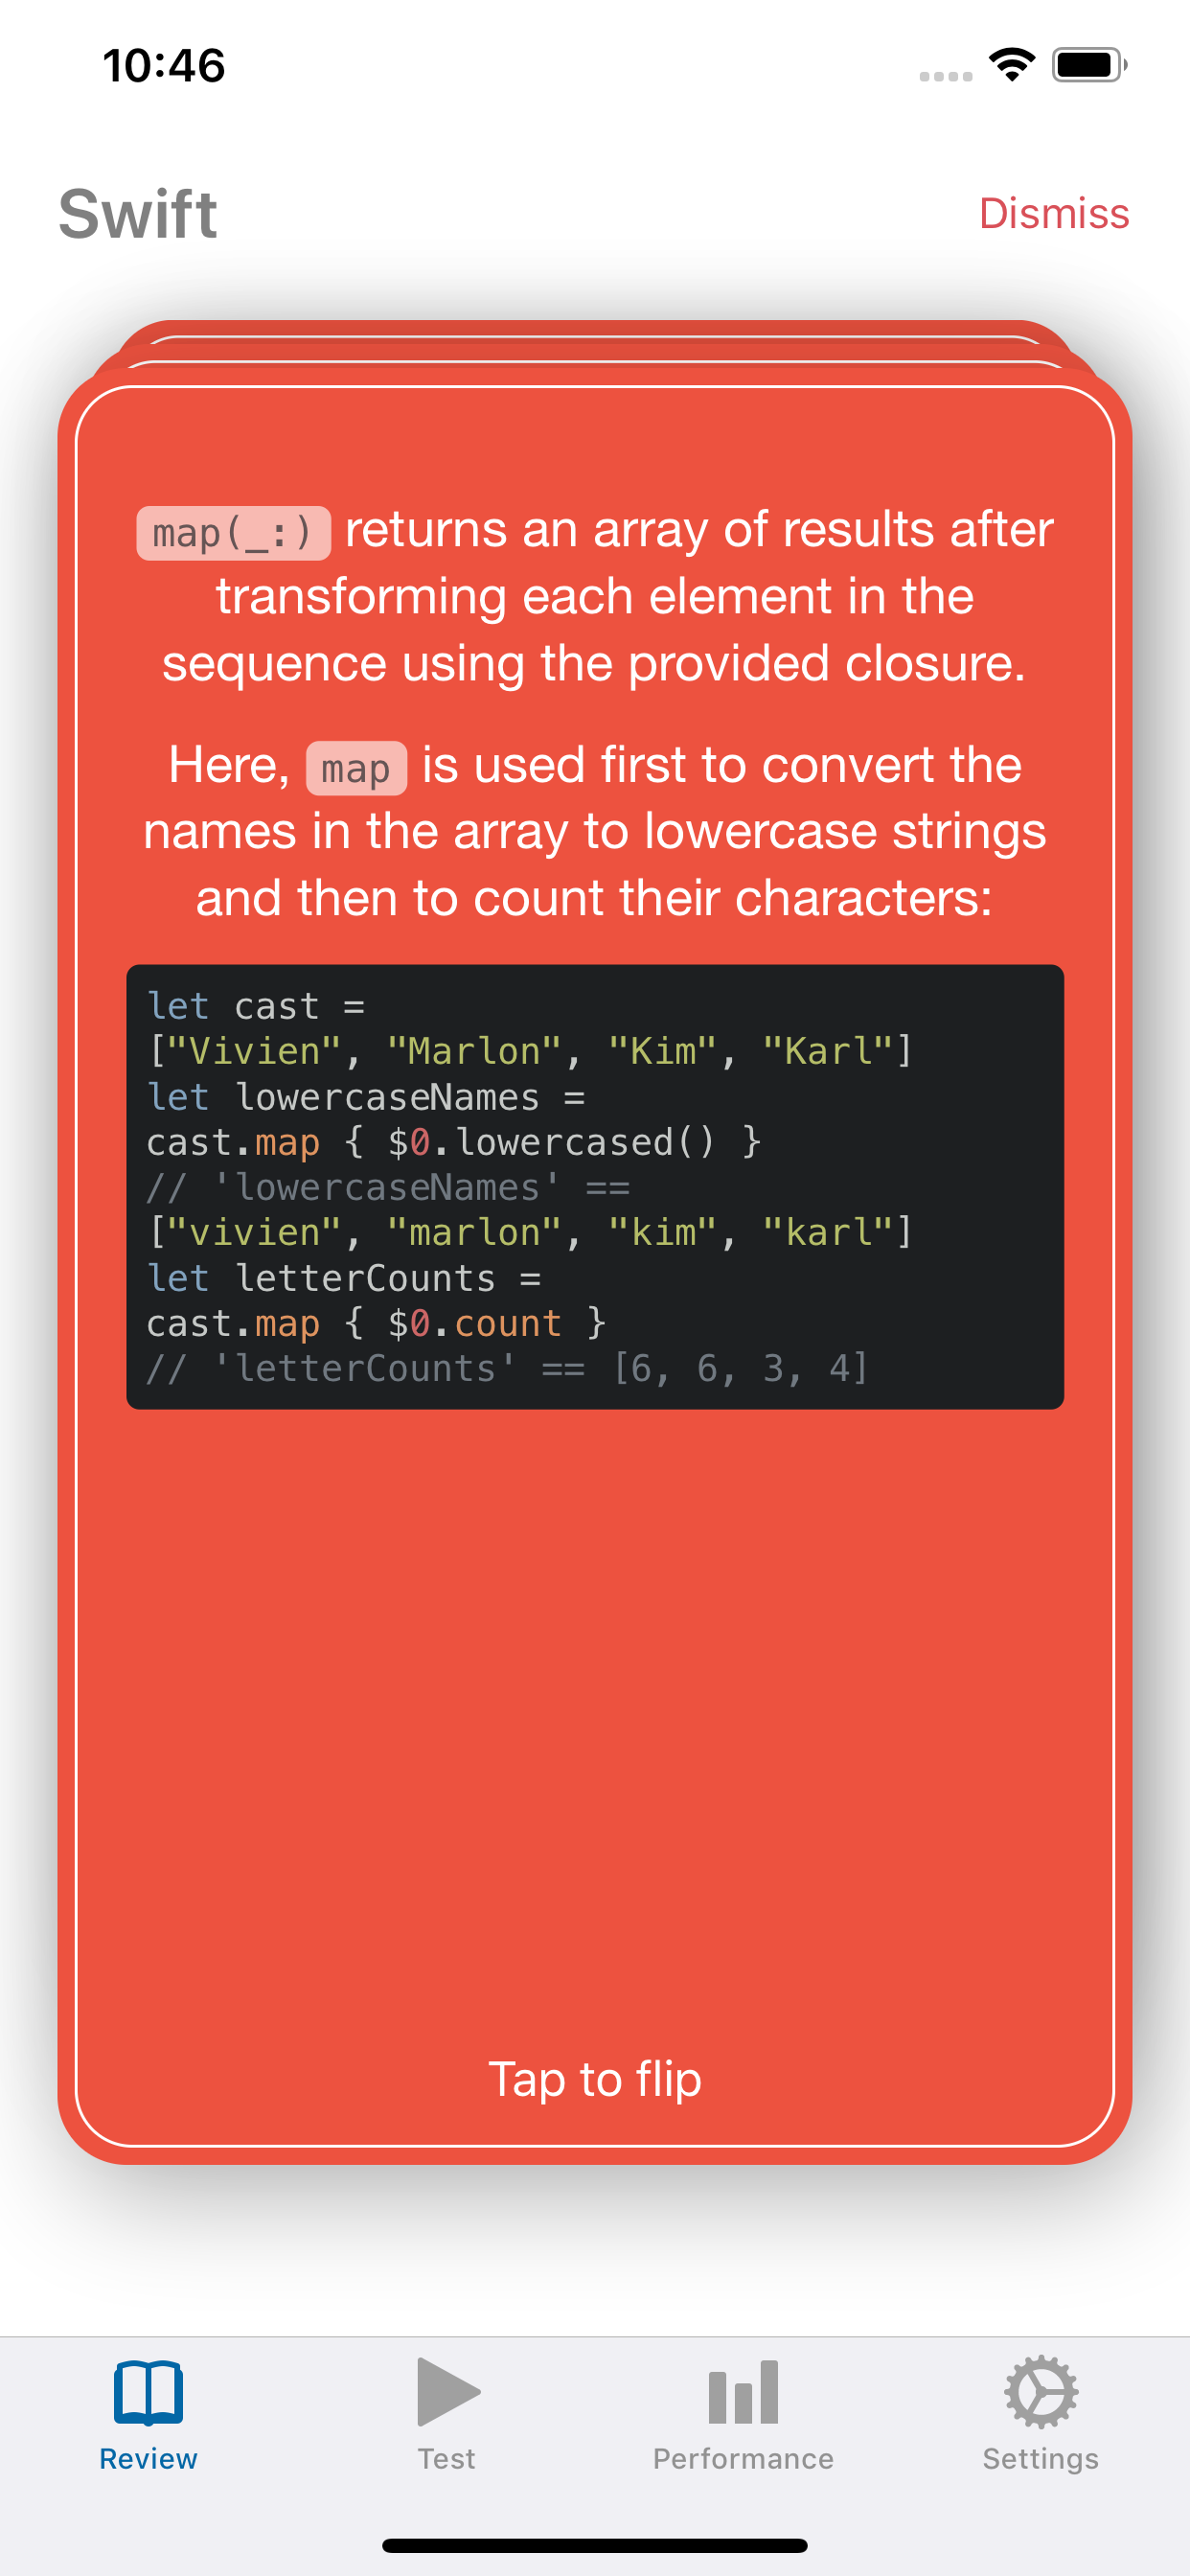 10:46
Swift
Dismiss
map(_:) returns an array of results after
transforming each element in the
sequence using the provided closure.
Here, map is used first to convert the
names in the array to lowercase strings
and then to count their characters:
let cast =
["Vivien", "Marlon", "Kim", "Karl"]
let lowercaseNames =
cast.map { $0.lowercased() }
// 'lowercaseNames' ==
["vivien", "marlon", "kim", "karl"]
let letterCounts =
cast.map { $0.count }
// 'letterCounts' == [6, 6, 3, 4]
Tap to flip
Review
Test
Performance
Settings